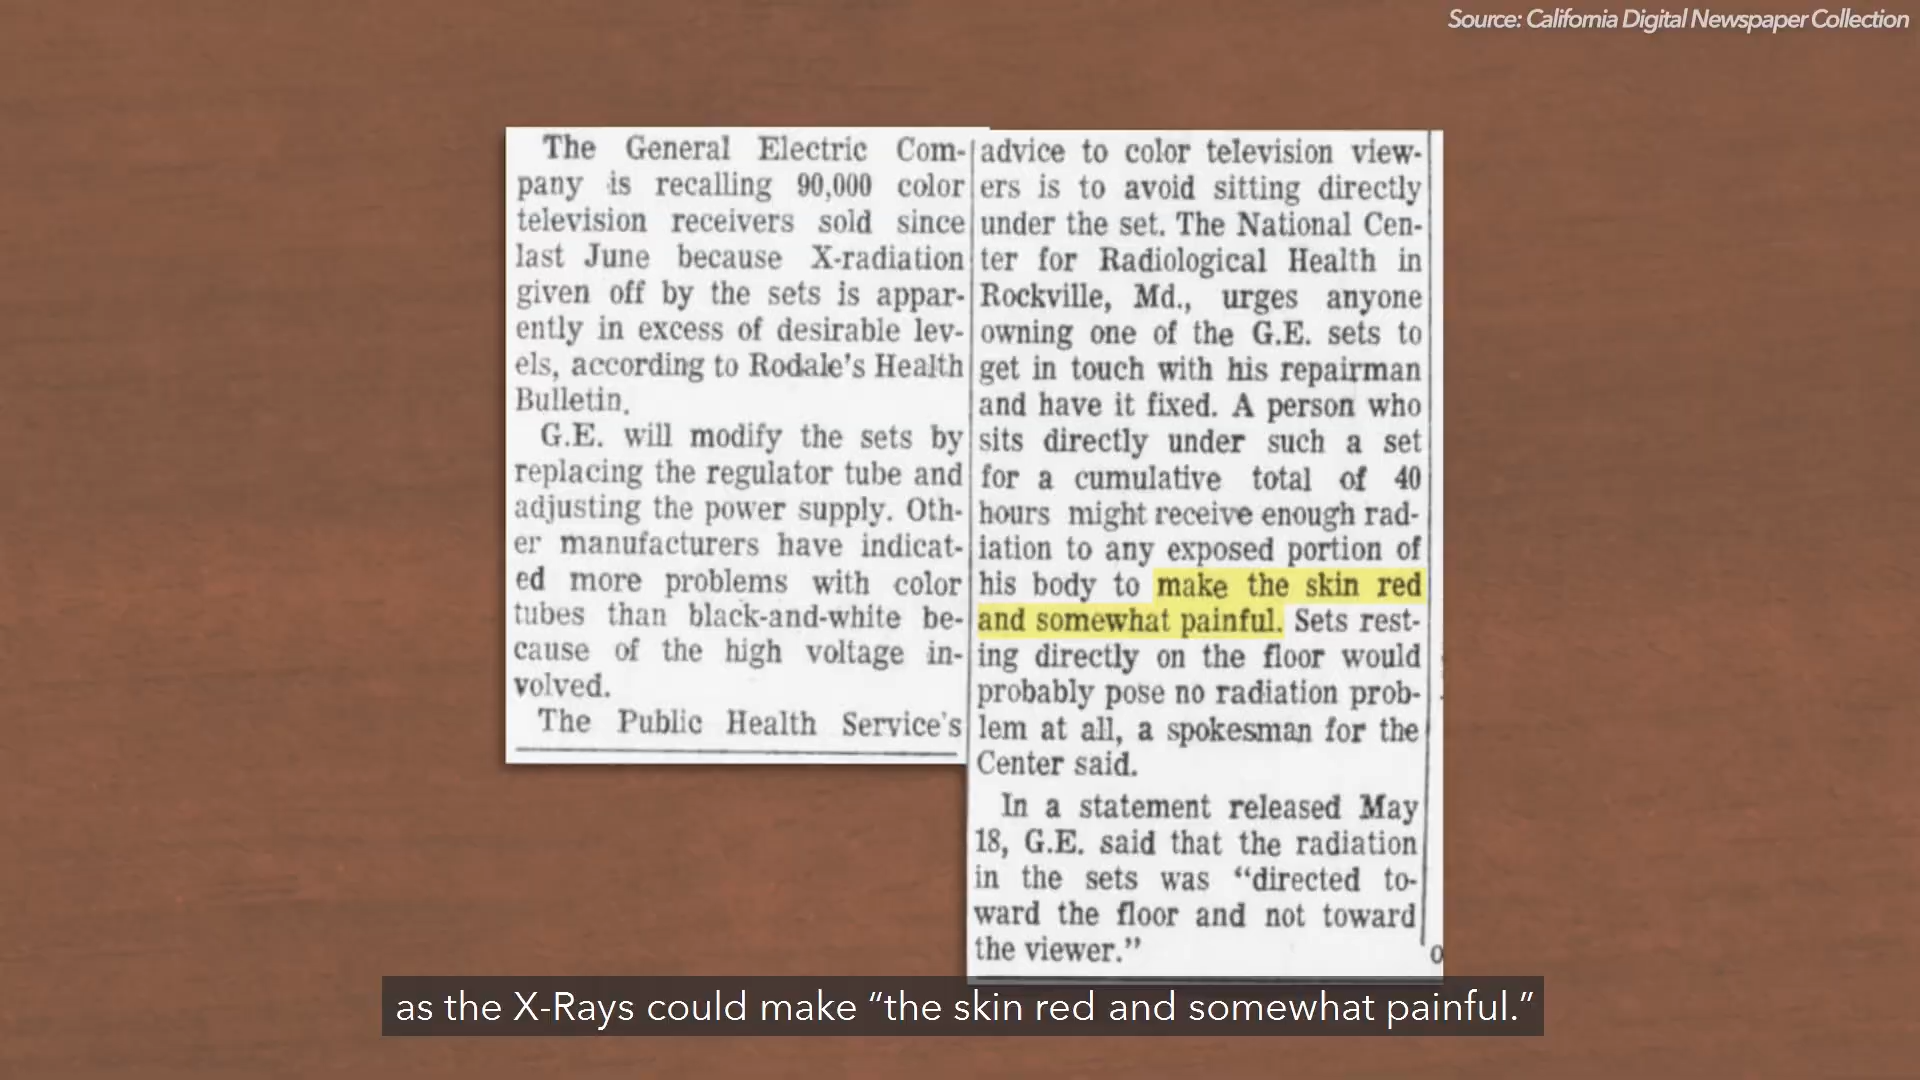 Source: California Digital Newspaper Collection
The General Electric Com-
pany is recalling 90,000 color
television receivers sold since
last June because X-radiation
given off by the sets is appar-
ently in excess of desirable lev-
els, according to Rodale's Health
Bulletin.
G.E. will modify the sets by
replacing the regulator tube and
adjusting the power supply. Oth-
er manufacturers have indicat-
ed more problems with color
tubes than black-and-white be-
cause of the high voltage in-
volved.
The Public Health Service's
advice to color television view-
ers is to avoid sitting directly
under the set. The National Cen-
ter for Radiological Health in
Rockville, Md., urges anyone
owning one of the G.E. sets to
get in touch with his repairman
and have it fixed. A person who
sits directly under such a set
for a cumulative total of 40
hours might receive enough rad-
iation to any exposed portion of
his body to make the skin red
and somewhat painful. Sets rest-
ing directly on the floor would
probably pose no radiation prob-
lem at all, a spokesman for the
Center said.
In a statement released May
18, G.E. said that the radiation
in the sets was “directed to-
ward the floor and not toward
the viewer.”
o
as the X-Rays could make “the skin red and somewhat painful.”